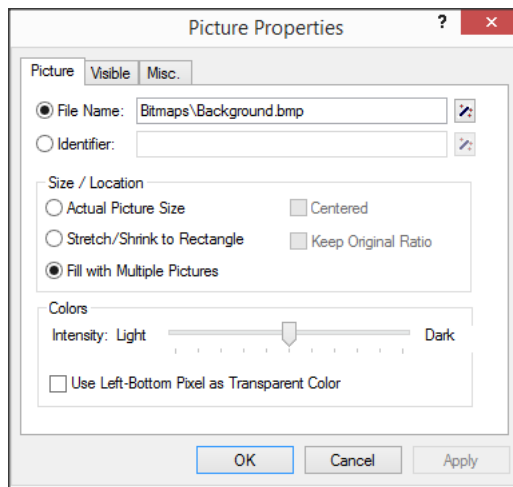 Picture Properties ?
Picture Visible Misc.
File Name: Bitmaps\Background.bmp
Identifier:
Size / Location
Actual Picture Size Centered
Stretch/Shrink to Rectangle Keep Original Ratio
Fill with Multiple Pictures
Colors
Intensity: Light Dark
Use Left-Bottom Pixel as Transparent Color
OK Cancel Apply